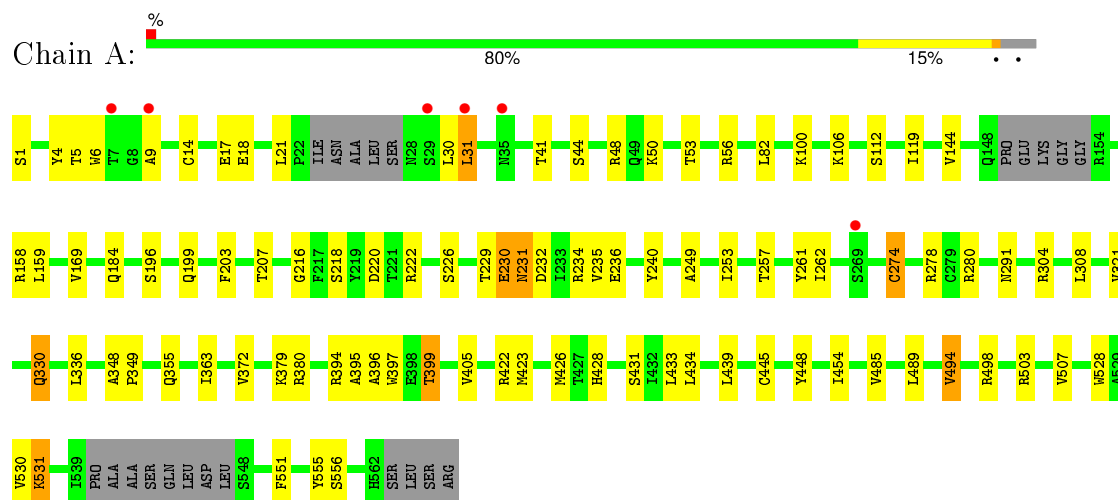 %
Chain A:
80% 15% • •
S1 Y4 T5 W6 T7 G8 A9 C14 E17 E18 L21 P22 ILE ASN ALA LEU SER N28 S29 L30 L31 N35 T41 S44 R48 Q49 K50 T53 R56 L82 K100 K106 S112 I119 V144 Q148 PRO GLU LYS GLY GLY R154
R158 L159 V169 Q184 S196 Q199 F203 T207 G216 F217 S218 Y219 D220 T221 R222 S226 T229 E230 N231 D232 I233 R234 V235 E236 Y240 A249 I253 T257 Y261 I262 S269 C274 R278 C279 R280 N291 R304 L308
Q330 L336 A348 P349 Q355 I363 V372 K379 R380 R394 A395 A396 W397 E398 T399 V405 R422 M423 M426 T427 H428 S431 I432 L433 L434 L439 C445 Y448 I454 V485 L489 V494 R498 R503 V507 W528 A529
V530 K531 I539 PRO ALA ALA SER GLN LEU ASP LEU S548 F551 Y555 S556 H562 SER LEU SER ARG